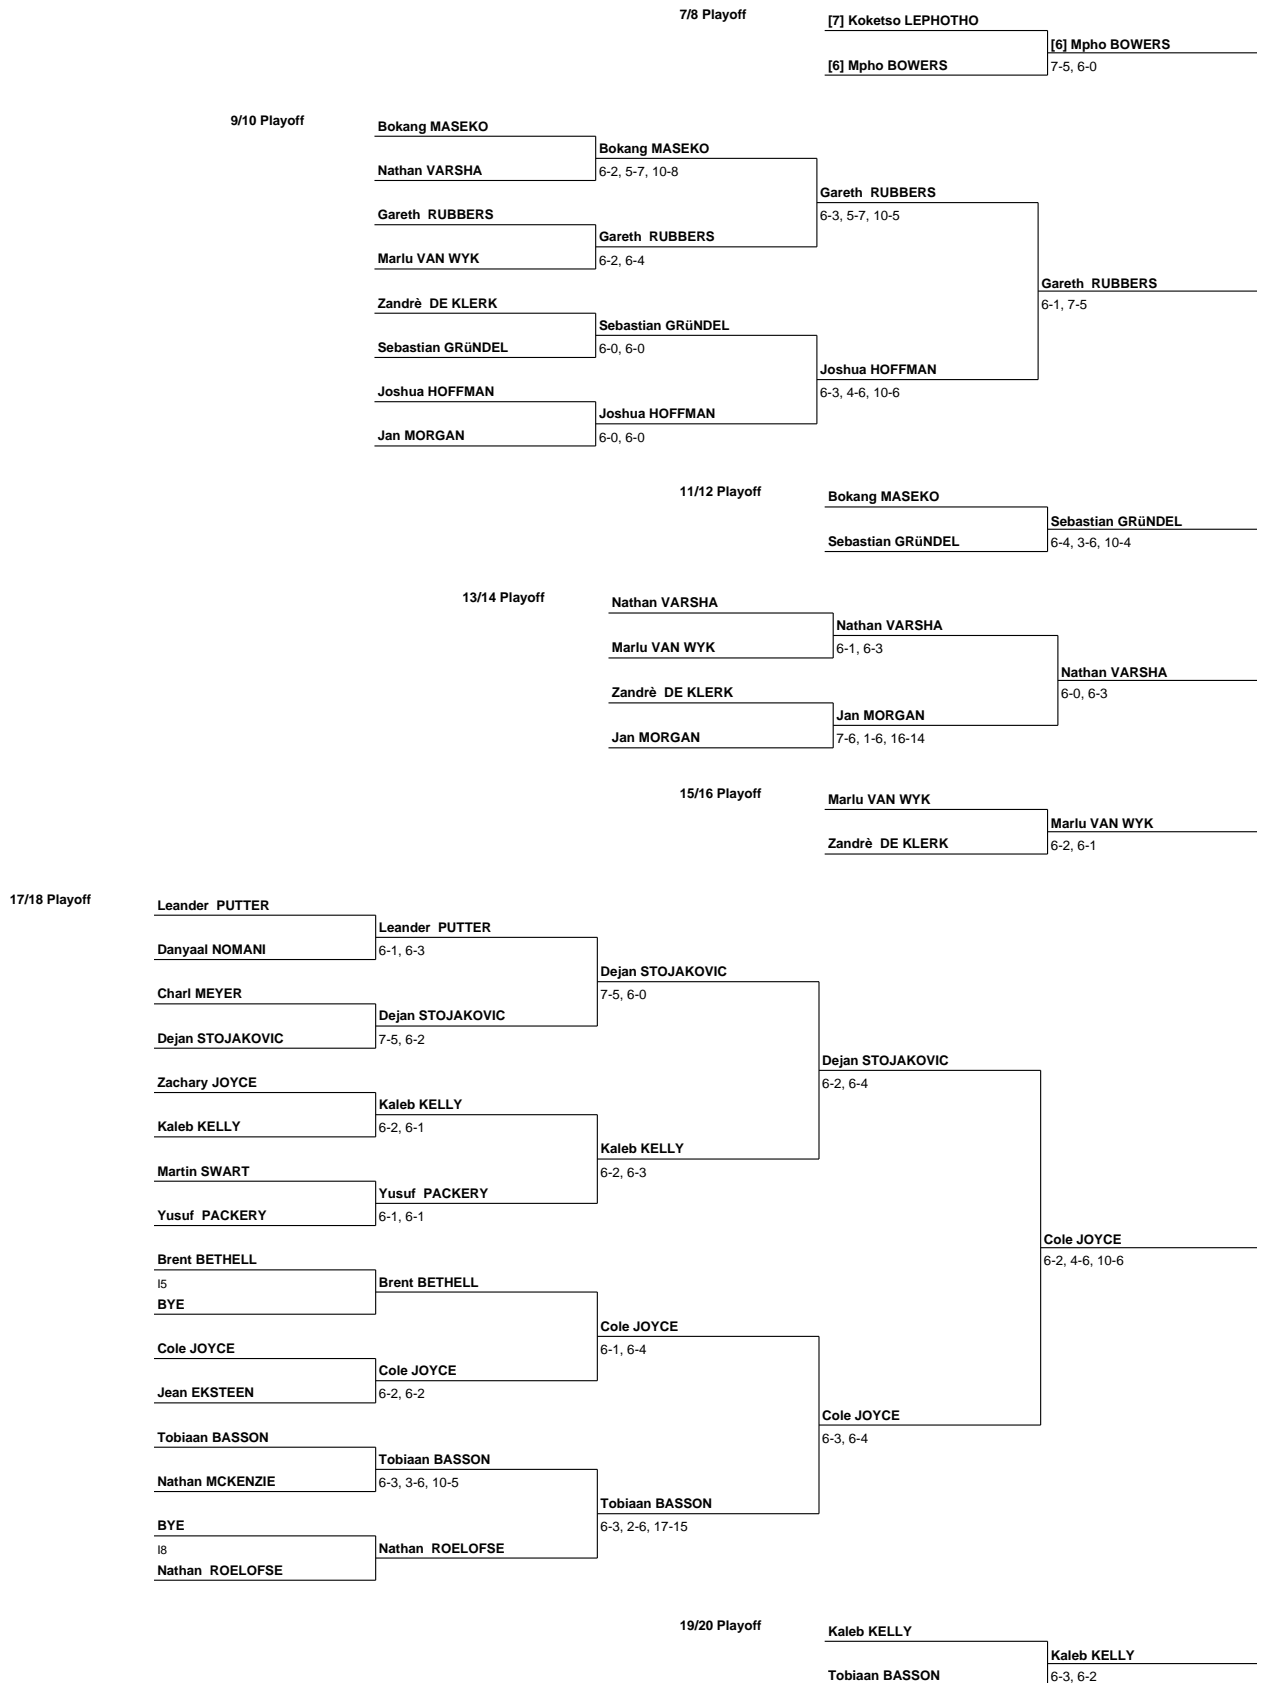 7/8 Playoff
[7] Koketso LEPHOTHO
[6] Mpho BOWERS
[6] Mpho BOWERS
7-5, 6-0
9/10 Playoff
Bokang MASEKO
Bokang MASEKO
Nathan VARSHA
6-2, 5-7, 10-8
Gareth RUBBERS
Gareth RUBBERS
6-3, 5-7, 10-5
Gareth RUBBERS
Marlu VAN WYK
6-2, 6-4
Gareth RUBBERS
Zandrè DE KLERK
6-1, 7-5
Sebastian GRüNDEL
Sebastian GRüNDEL
6-0, 6-0
Joshua HOFFMAN
Joshua HOFFMAN
6-3, 4-6, 10-6
Joshua HOFFMAN
Jan MORGAN
6-0, 6-0
11/12 Playoff
Bokang MASEKO
Sebastian GRüNDEL
Sebastian GRüNDEL
6-4, 3-6, 10-4
13/14 Playoff
Nathan VARSHA
Nathan VARSHA
Marlu VAN WYK
6-1, 6-3
Nathan VARSHA
Zandrè DE KLERK
6-0, 6-3
Jan MORGAN
Jan MORGAN
7-6, 1-6, 16-14
15/16 Playoff
Marlu VAN WYK
Marlu VAN WYK
Zandrè DE KLERK
6-2, 6-1
17/18 Playoff
Leander PUTTER
Leander PUTTER
Danyaal NOMANI
6-1, 6-3
Dejan STOJAKOVIC
Charl MEYER
7-5, 6-0
Dejan STOJAKOVIC
Dejan STOJAKOVIC
7-5, 6-2
Dejan STOJAKOVIC
Zachary JOYCE
6-2, 6-4
Kaleb KELLY
Kaleb KELLY
6-2, 6-1
Kaleb KELLY
Martin SWART
6-2, 6-3
Yusuf PACKERY
Yusuf PACKERY
6-1, 6-1
Cole JOYCE
Brent BETHELL
6-2, 4-6, 10-6
I5
Brent BETHELL
BYE
Cole JOYCE
Cole JOYCE
6-1, 6-4
Cole JOYCE
Jean EKSTEEN
6-2, 6-2
Cole JOYCE
Tobiaan BASSON
6-3, 6-4
Tobiaan BASSON
Nathan MCKENZIE
6-3, 3-6, 10-5
Tobiaan BASSON
BYE
6-3, 2-6, 17-15
I8
Nathan ROELOFSE
Nathan ROELOFSE
19/20 Playoff
Kaleb KELLY
Kaleb KELLY
Tobiaan BASSON
6-3, 6-2